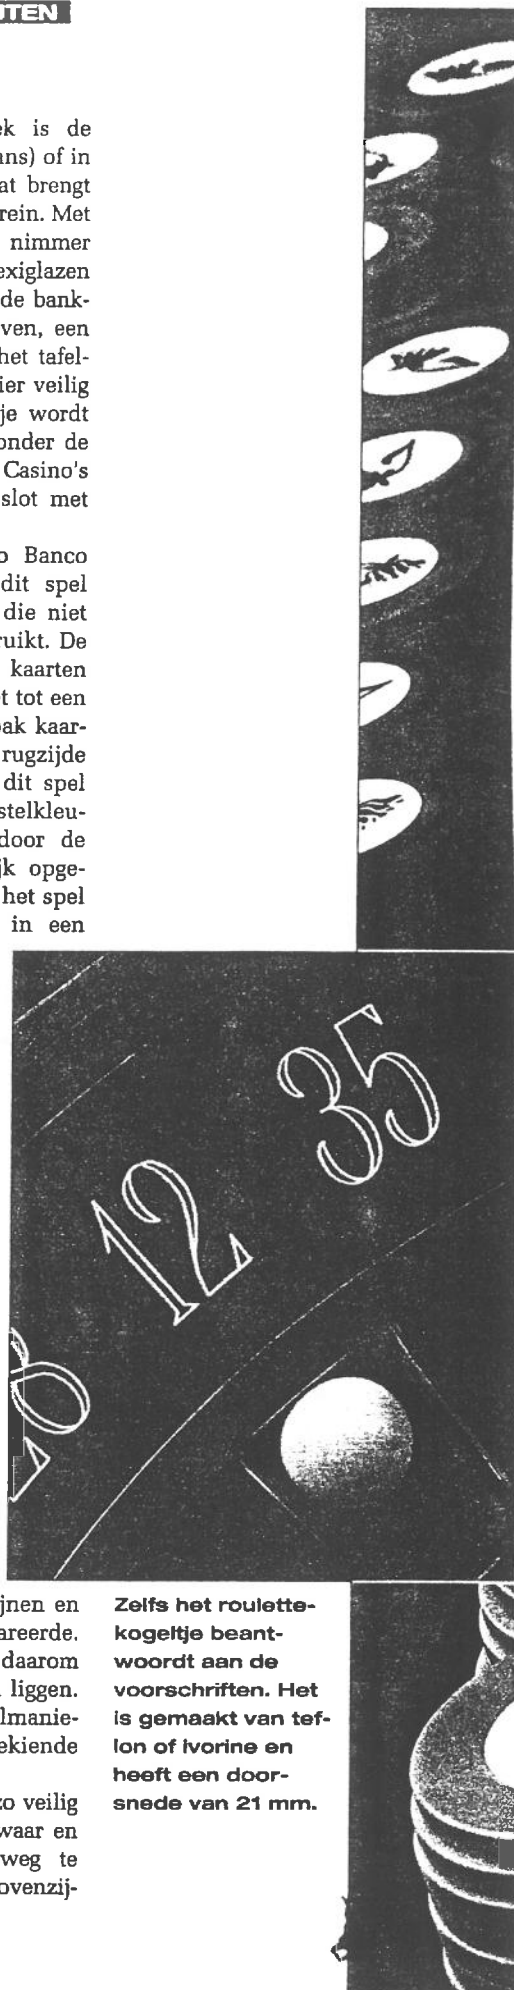 ITEN
ek is de
nns) of in
at brengt
rein. Met
nimmer
exiglazen
de bank-
ven, een
het tafel-
ier veilig
je wordt
onder de
Casino's
slot met
o Banco
dit spel
die niet
ruikt. De
kaarten
t tot een
oak kaar-
rugzijde
dit spel
stelkleu-
door de
jk opge-
het spel
in een
35
12
jnen en
areerde.
daarom
liggen.
lmanie-
ekiende
zo veilig
waar en
weg te
ovenzij-
Zelfs het roulette-
kogeltje beant-
woordt aan de
voorschriften. Het
is gemaakt van tef-
lon of ivorine en
heeft een door-
snede van 21 mm.